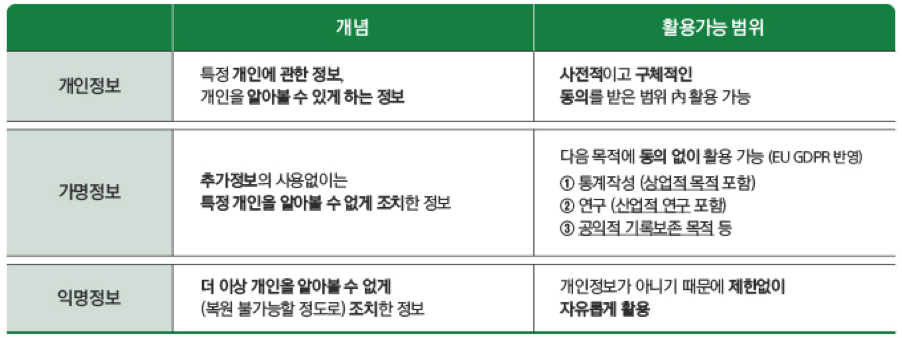 개념
활용가능 범위
개인정보
특정 개인에 관한 정보,
개인을 알아볼 수 있게 하는 정보
사전적이고 구체적인
동의를 받은 범위 內 활용 가능
가명정보
추가정보의 사용없이는
특정 개인을 알아볼 수 없게 조치한 정보
다음 목적에 동의 없이 활용 가능 (EU GDPR 반영)
① 통계작성 (상업적 목적 포함)
② 연구 (산업적 연구 포함)
③ 공익적 기록보존 목적 등
익명정보
더 이상 개인을 알아볼 수 없게
(복원 불가능할 정도로) 조치한 정보
개인정보가 아니기 때문에 제한없이
자유롭게 활용